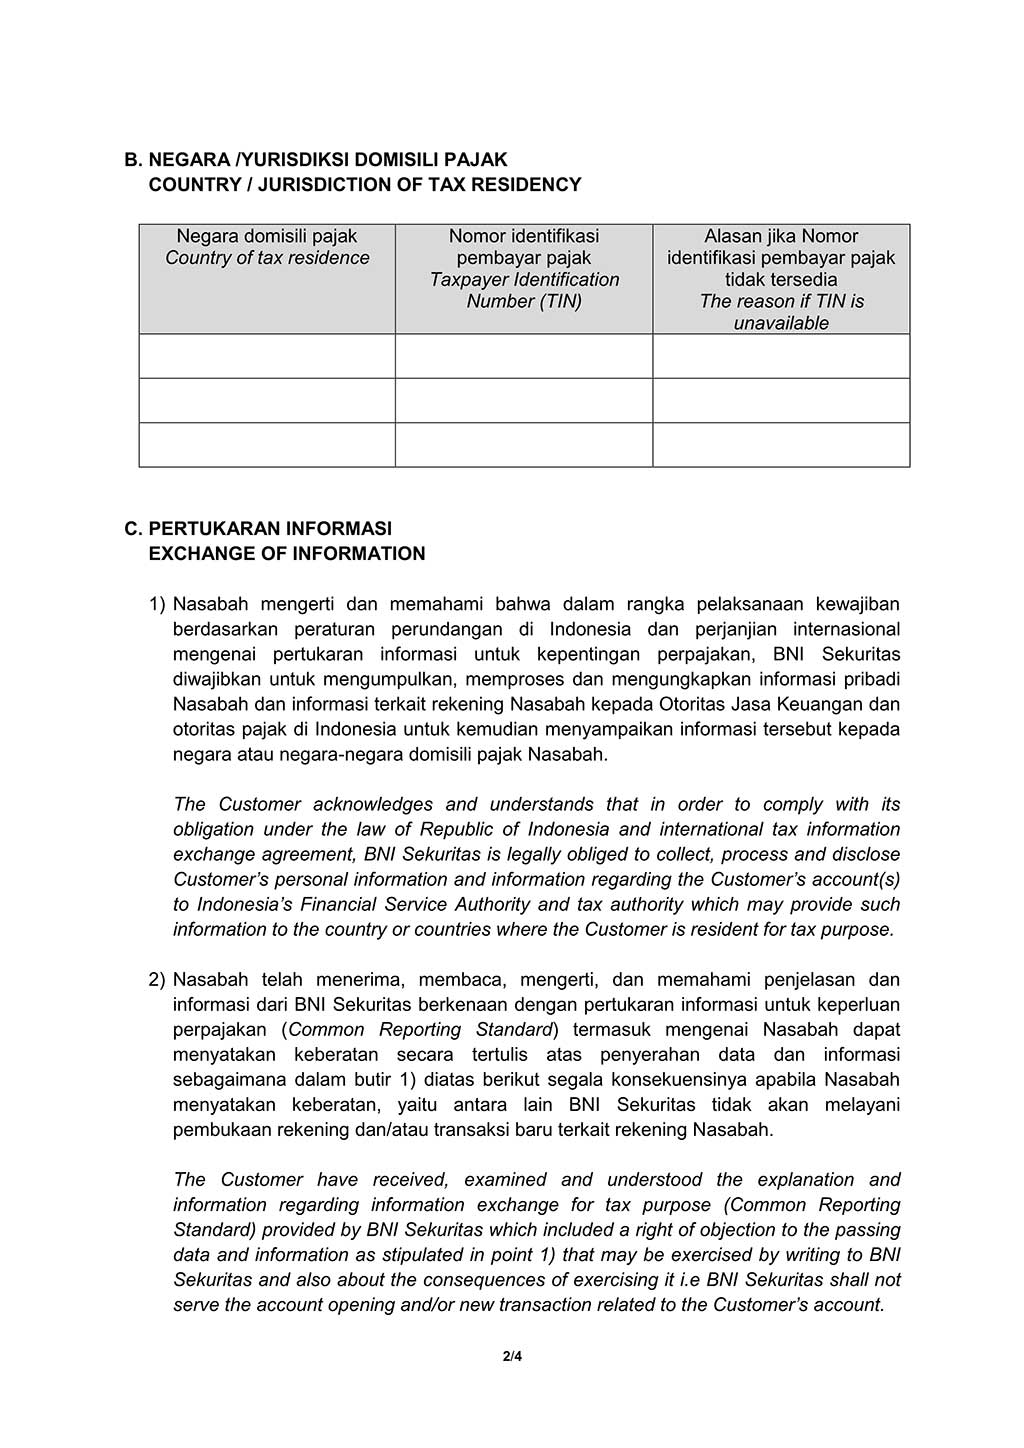 B. NEGARA /YURISDIKSI DOMISILI PAJAK
COUNTRY / JURISDICTION OF TAX RESIDENCY
Negara domisili pajak
Country of tax residence
Nomor identifikasi
pembayar pajak
Taxpayer Identification
Number (TIN)
Alasan jika Nomor
identifikasi pembayar pajak
tidak tersedia
The reason if TIN is
unavailable
C. PERTUKARAN INFORMASI
EXCHANGE OF INFORMATION
1) Nasabah mengerti dan memahami bahwa dalam rangka pelaksanaan kewajiban
berdasarkan peraturan perundangan di Indonesia dan perjanjian internasional
mengenai pertukaran informasi untuk kepentingan perpajakan, BNI Sekuritas
diwajibkan untuk mengumpulkan, memproses dan mengungkapkan informasi pribadi
Nasabah dan informasi terkait rekening Nasabah kepada Otoritas Jasa Keuangan dan
otoritas pajak di Indonesia untuk kemudian menyampaikan informasi tersebut kepada
negara atau negara-negara domisili pajak Nasabah.
The Customer acknowledges and understands that in order to comply with its
obligation under the law of Republic of Indonesia and international tax information
exchange agreement, BNI Sekuritas is legally obliged to collect, process and disclose
Customer's personal information and information regarding the Customer's account(s)
to Indonesia's Financial Service Authority and tax authority which may provide such
information to the country or countries where the Customer is resident for tax purpose.
2) Nasabah telah menerima, membaca, mengerti, dan memahami penjelasan dan
informasi dari BNI Sekuritas berkenaan dengan pertukaran informasi untuk keperluan
perpajakan (Common Reporting Standard) termasuk mengenai Nasabah dapat
menyatakan keberatan secara tertulis atas penyerahan data dan informasi
sebagaimana dalam butir 1) diatas berikut segala konsekuensinya apabila Nasabah
menyatakan keberatan, yaitu antara lain BNI Sekuritas tidak akan melayani
pembukaan rekening dan/atau transaksi baru terkait rekening Nasabah.
The Customer have received, examined and understood the explanation and
information regarding information exchange for tax purpose (Common Reporting
Standard) provided by BNI Sekuritas which included a right of objection to the passing
data and information as stipulated in point 1) that may be exercised by writing to BNI
Sekuritas and also about the consequences of exercising it i.e BNI Sekuritas shall not
serve the account opening and/or new transaction related to the Customer's account.
2/4